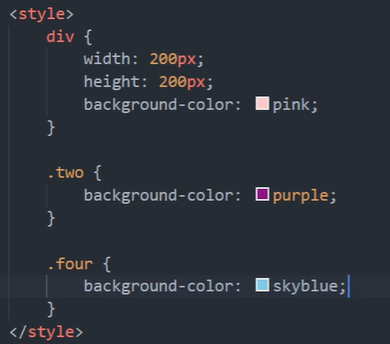 <style>
    div {
        width: 200px;
        height: 200px;
        background-color: pink;
    }

    .two {
        background-color: purple;
    }

    .four {
        background-color: skyblue;
    }
</style>